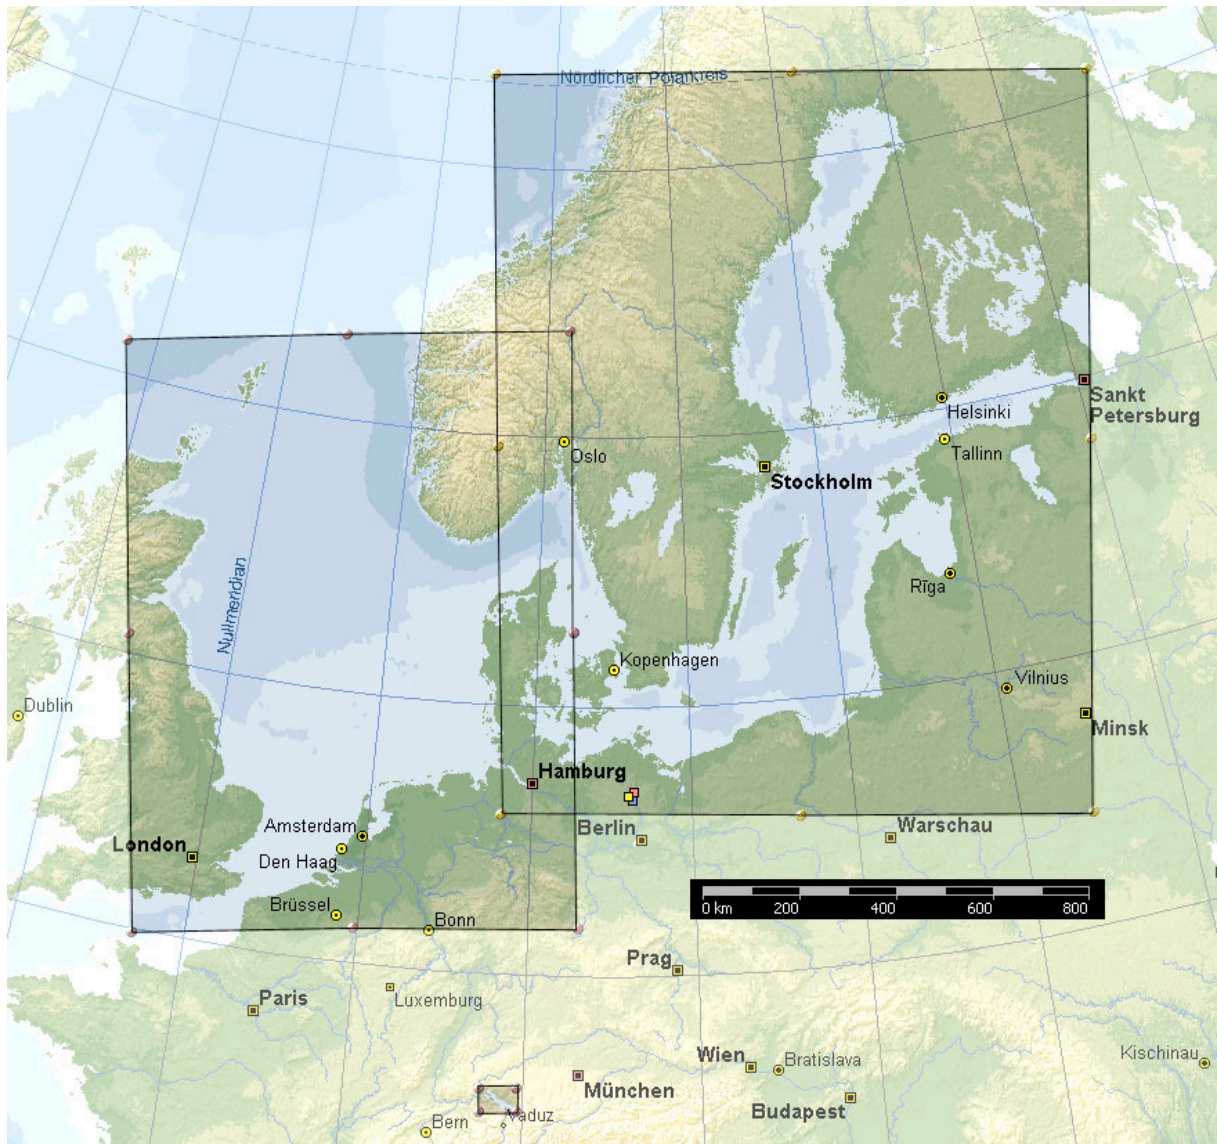 Nördlicher Polarkreis
Sankt
Petersburg
Helsinki
Oslo
Tallinn
Stockholm
Nullmeridian
Rīga
Kopenhagen
Vilnius
Dublin
Minsk
Hamburg
Amsterdam
Berlin
Warschau
London
Den Haag
Brüssel
Bonn
0 km 200 400 600 800
Prag
Paris
Luxemburg
Wien
Bratislava
Kischinau
München
Budapest
Bern
Vaduz